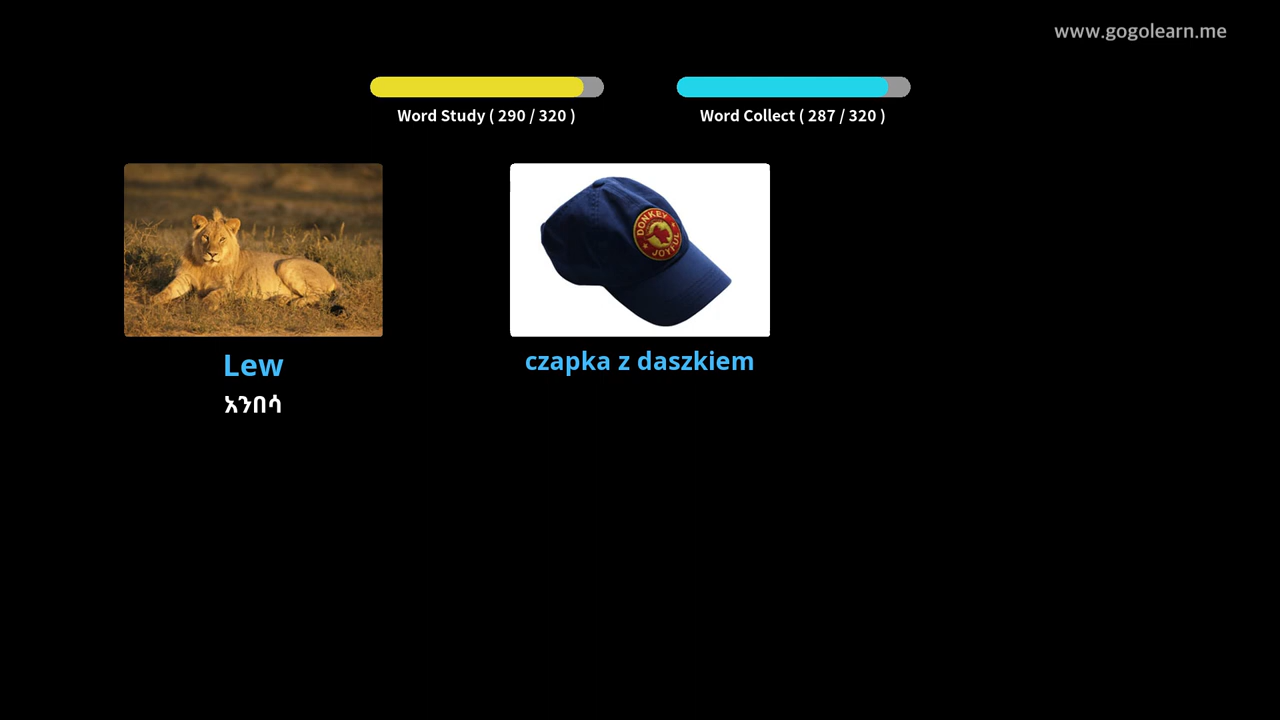 www.gogolearn.me
Word Study ( 290 / 320 )
Word Collect ( 287 / 320 )
DONKEY
JOYFUL
Lew
አንበሳ
czapka z daszkiem